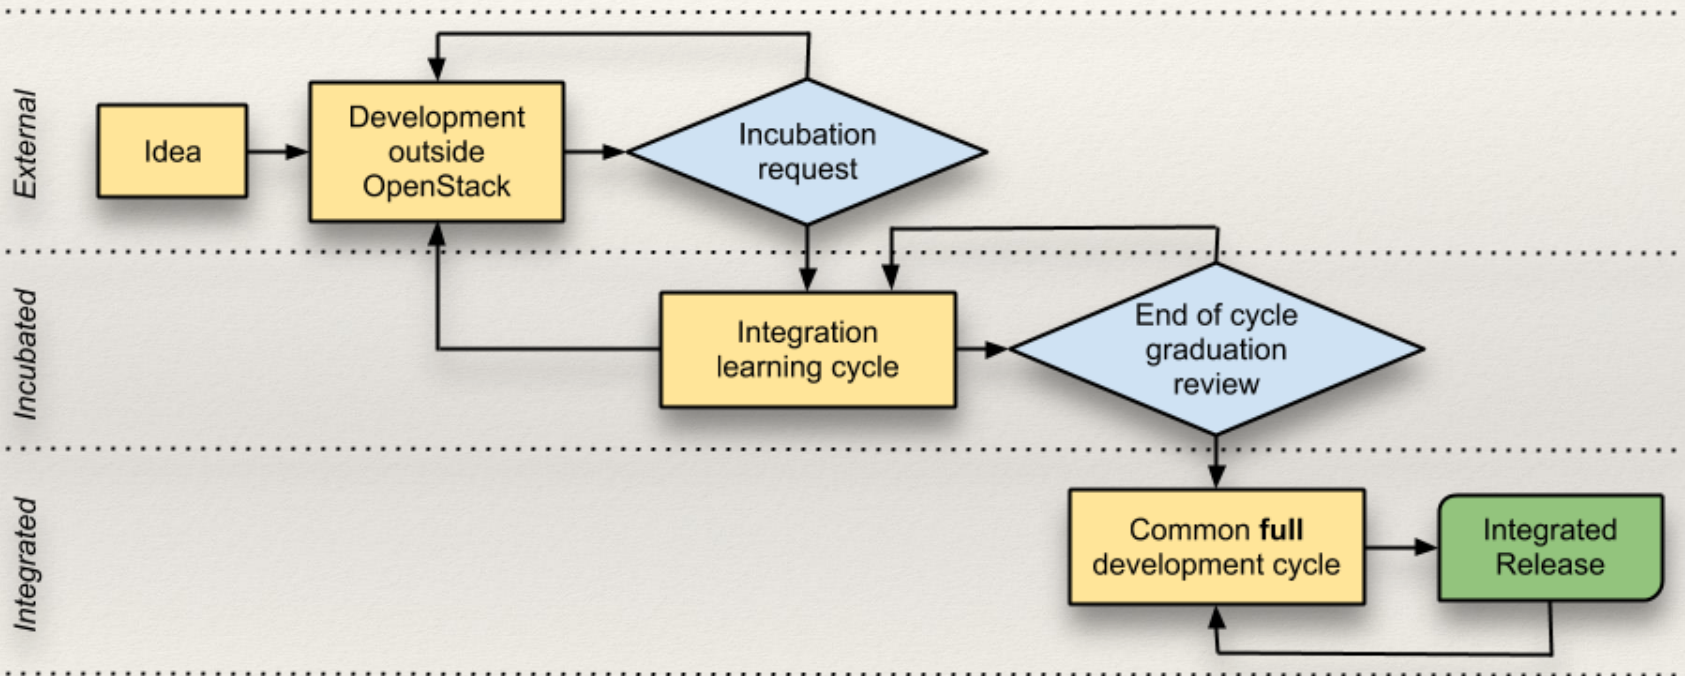 External
Idea
Development
outside
OpenStack
Incubation
request
Incubated
Integration
learning cycle
End of cycle
graduation
review
Integrated
Common full
development cycle
Integrated
Release